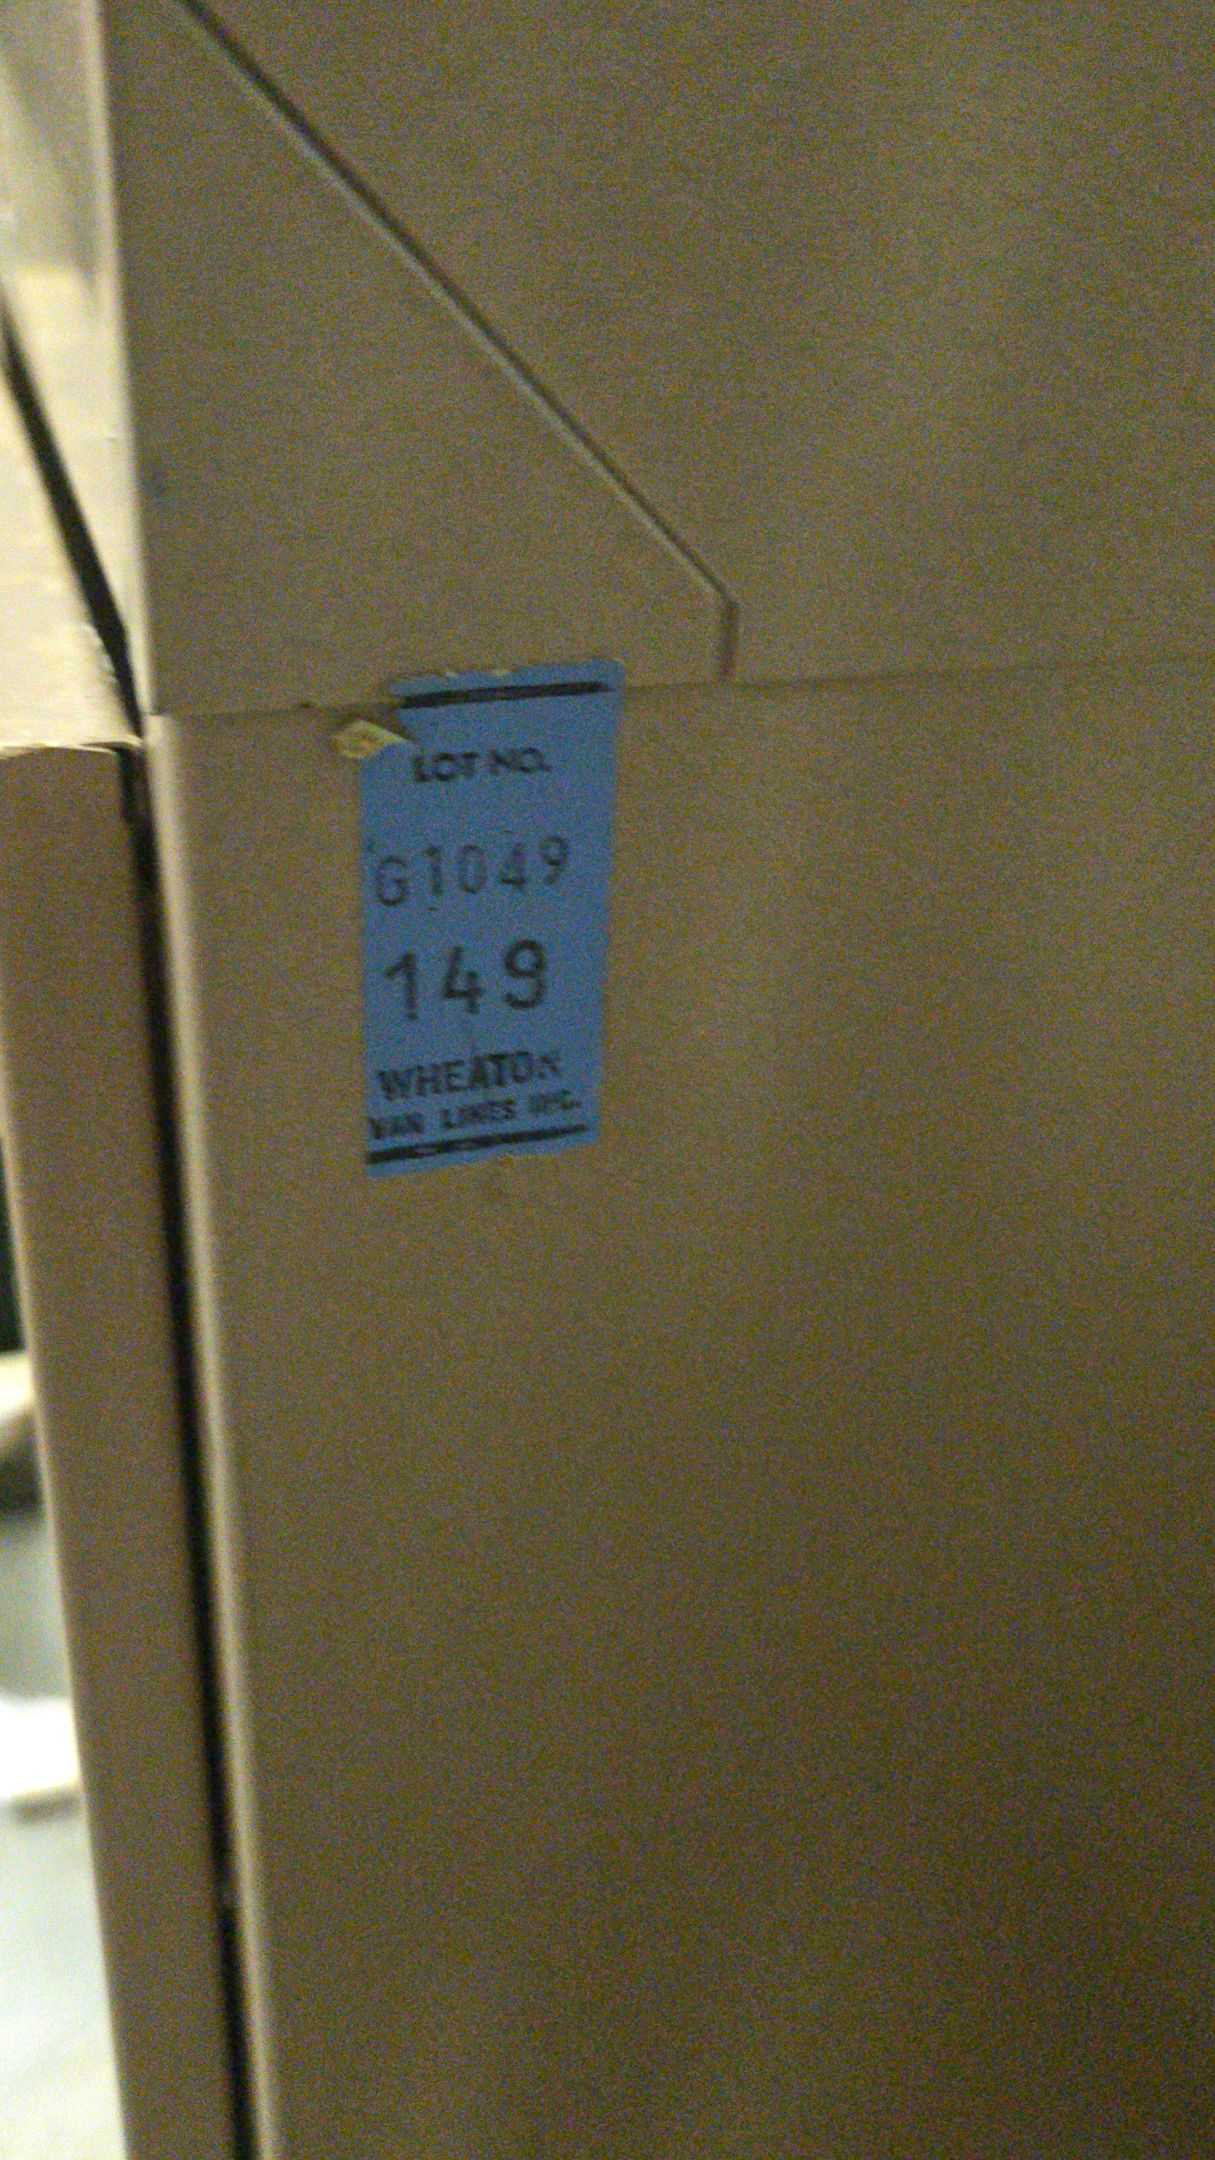 LOT NO.
G1049
149
WHEATON
VAN LINES INC.